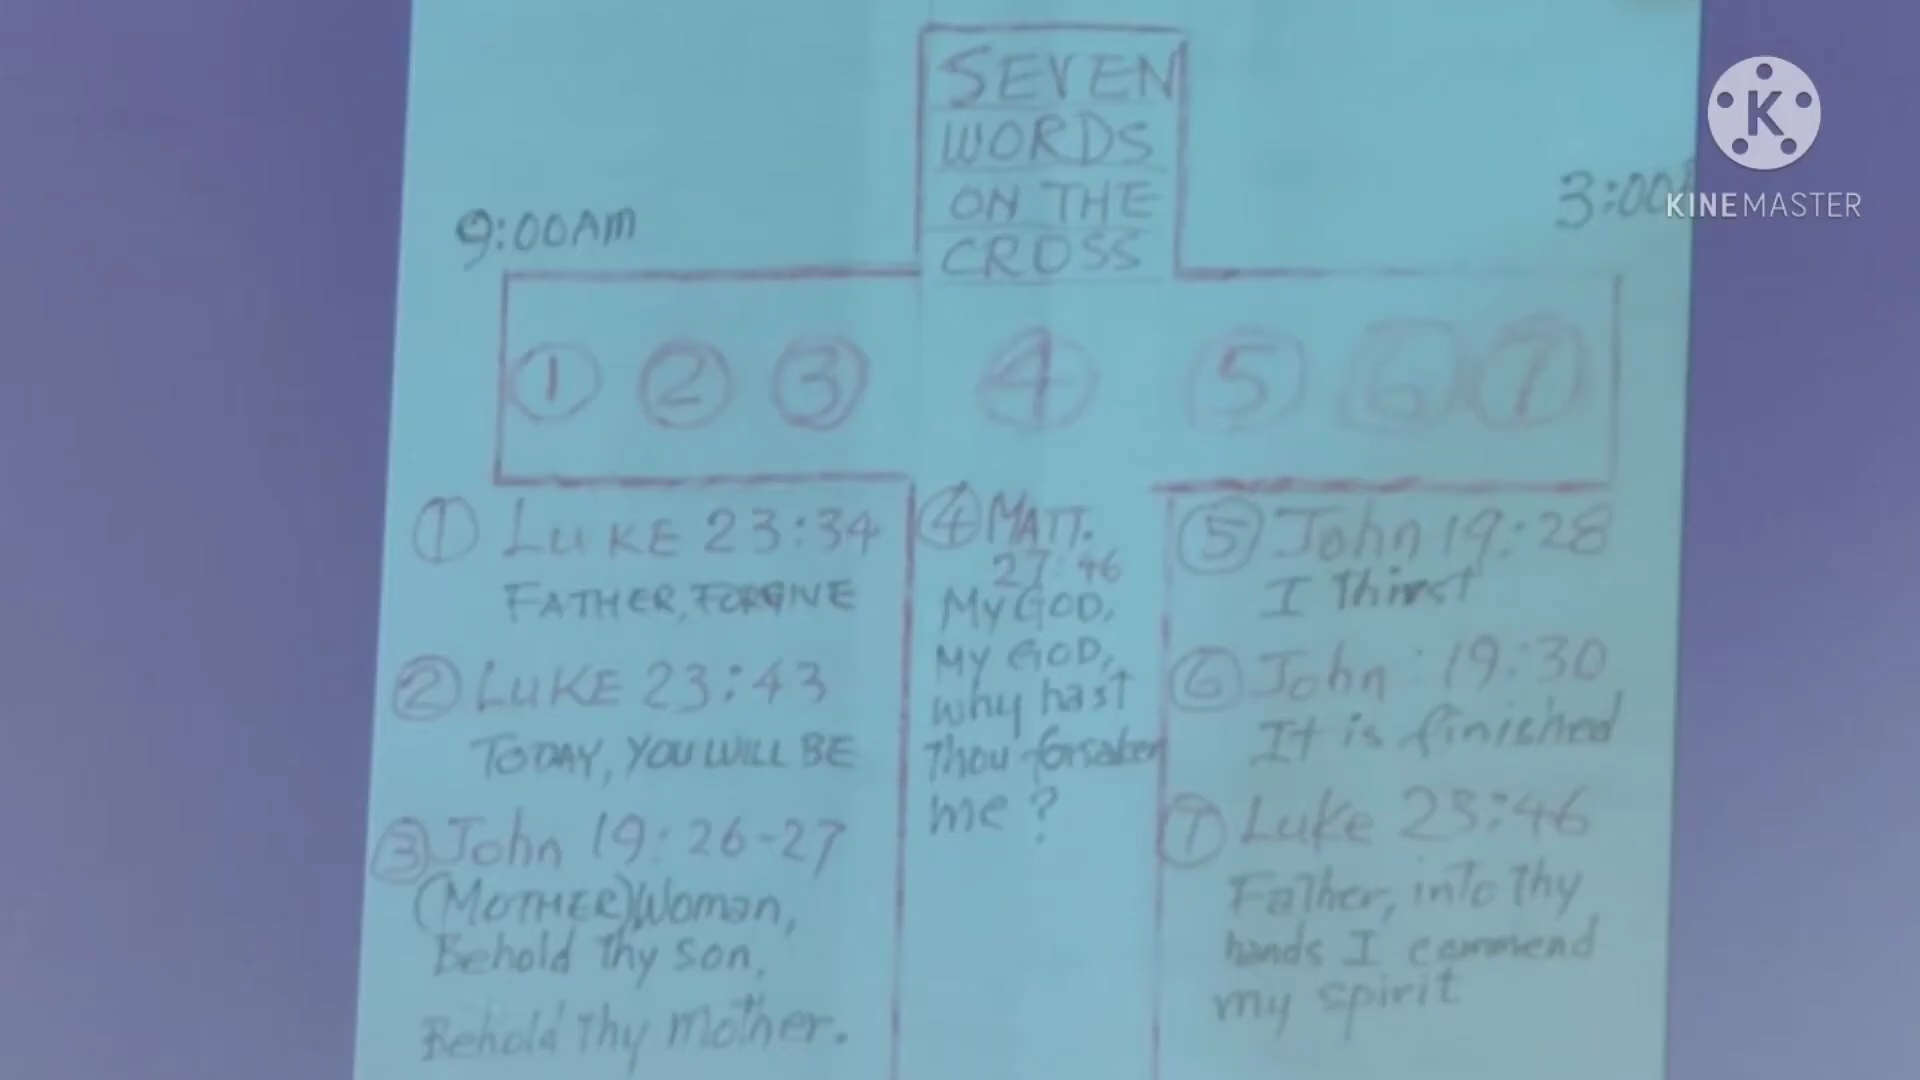 SEVEN
WORDS
ON THE
CROSS
9:00AM
3:00
K
KINEMASTER
1 2 3 4 5 6 7
1 LUKE 23:34
FATHER, FORGIVE
2 LUKE 23:43
TODAY, YOU WILL BE
3 John 19:26-27
(MOTHER) Woman,
Behold Thy son,
Behold Thy Mother.
4 MATT.
27:46
My GOD,
My GOD,
why hast
Thou forsaken
me?
5 John 19:28
I Thirst
6 John 19:30
It is finished
7 Luke 23:46
Father, into Thy
hands I commend
my spirit